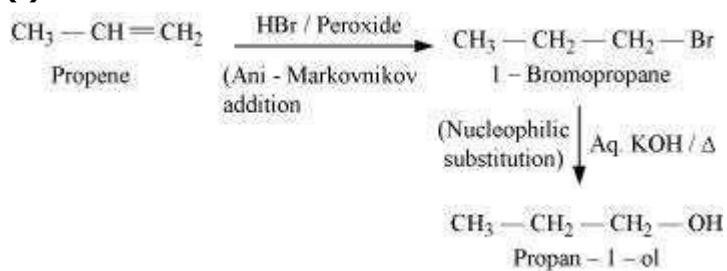 CH₃ — CH = CH₂
Propene
HBr / Peroxide
(Ani - Markovnikov
addition
CH₃ — CH₂ — CH₂ — Br
1 – Bromopropane
(Nucleophilic
substitution)
Aq. KOH / Δ
CH₃ — CH₂ — CH₂ — OH
Propan – 1 – ol